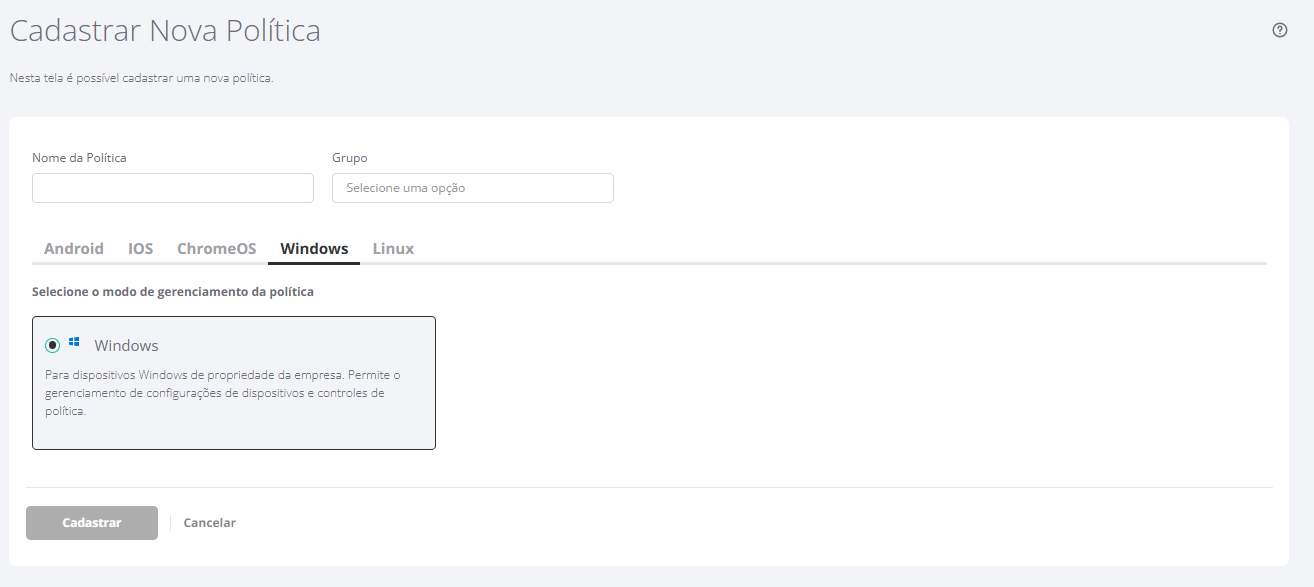 Cadastrar Nova Política
Nesta tela é possível cadastrar uma nova política.
Nome da Política
Grupo
Selecione uma opção
Android IOS ChromeOS Windows Linux
Selecione o modo de gerenciamento da política
Windows
Para dispositivos Windows de propriedade da empresa. Permite o
gerenciamento de configurações de dispositivos e controles de
política.
Cadastrar
Cancelar